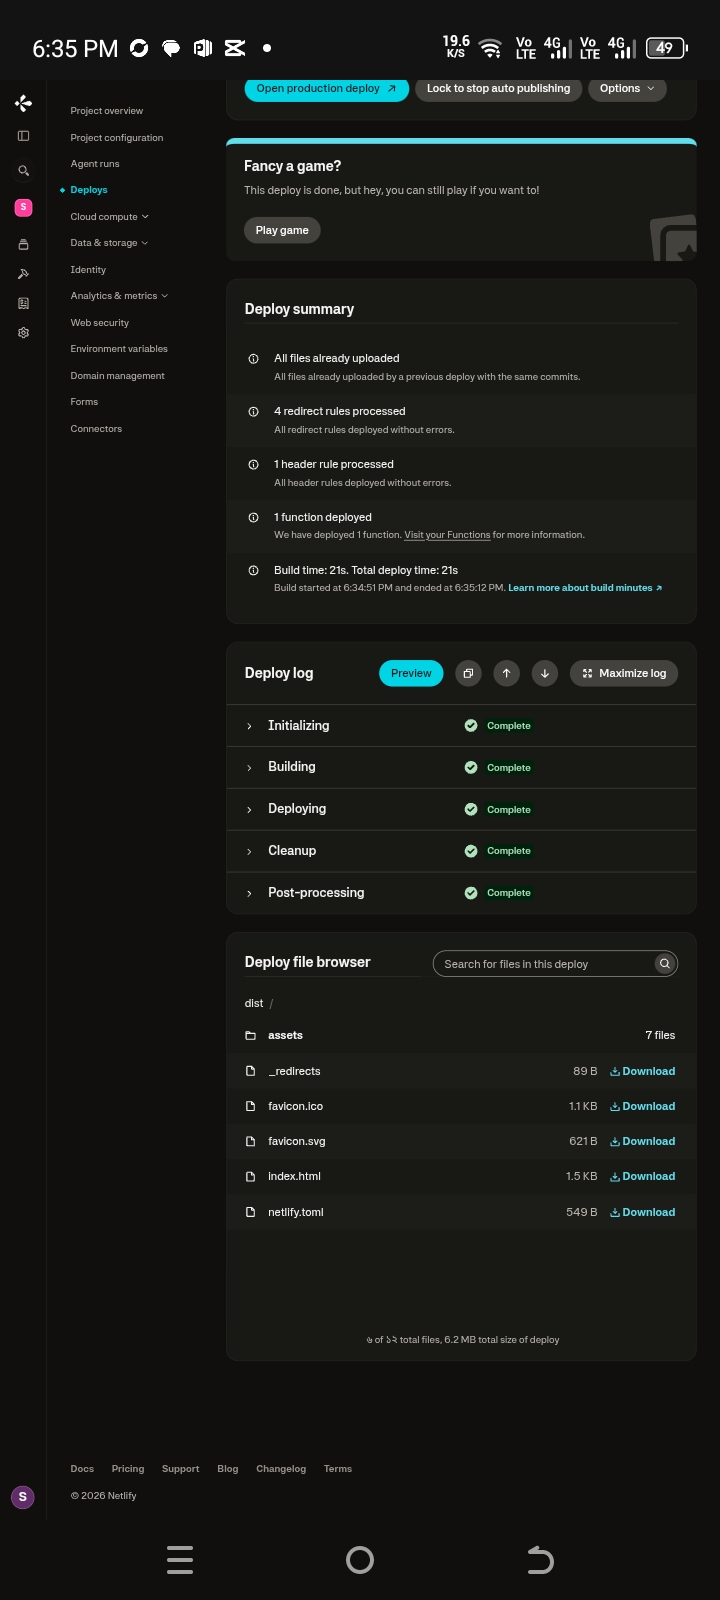 6:35 PM
19.6 K/S
Vo LTE 4G Vo LTE 4G 49
Open production deploy
Lock to stop auto publishing
Options
Project overview
Project configuration
Agent runs
Deploys
Cloud compute
Data & storage
Identity
Analytics & metrics
Web security
Environment variables
Domain management
Forms
Connectors
S
Fancy a game?
This deploy is done, but hey, you can still play if you want to!
Play game
Deploy summary
All files already uploaded
All files already uploaded by a previous deploy with the same commits.
4 redirect rules processed
All redirect rules deployed without errors.
1 header rule processed
All header rules deployed without errors.
1 function deployed
We have deployed 1 function. Visit your Functions for more information.
Build time: 21s. Total deploy time: 21s
Build started at 6:34:51 PM and ended at 6:35:12 PM. Learn more about build minutes ↗
Deploy log
Preview
Maximize log
Initializing Complete
Building Complete
Deploying Complete
Cleanup Complete
Post-processing Complete
Deploy file browser
Search for files in this deploy
dist /
assets 7 files
_redirects 89 B Download
favicon.ico 1.1 KB Download
favicon.svg 621 B Download
index.html 1.5 KB Download
netlify.toml 549 B Download
৬ of ১২ total files, 6.2 MB total size of deploy
Docs Pricing Support Blog Changelog Terms
© 2026 Netlify
S